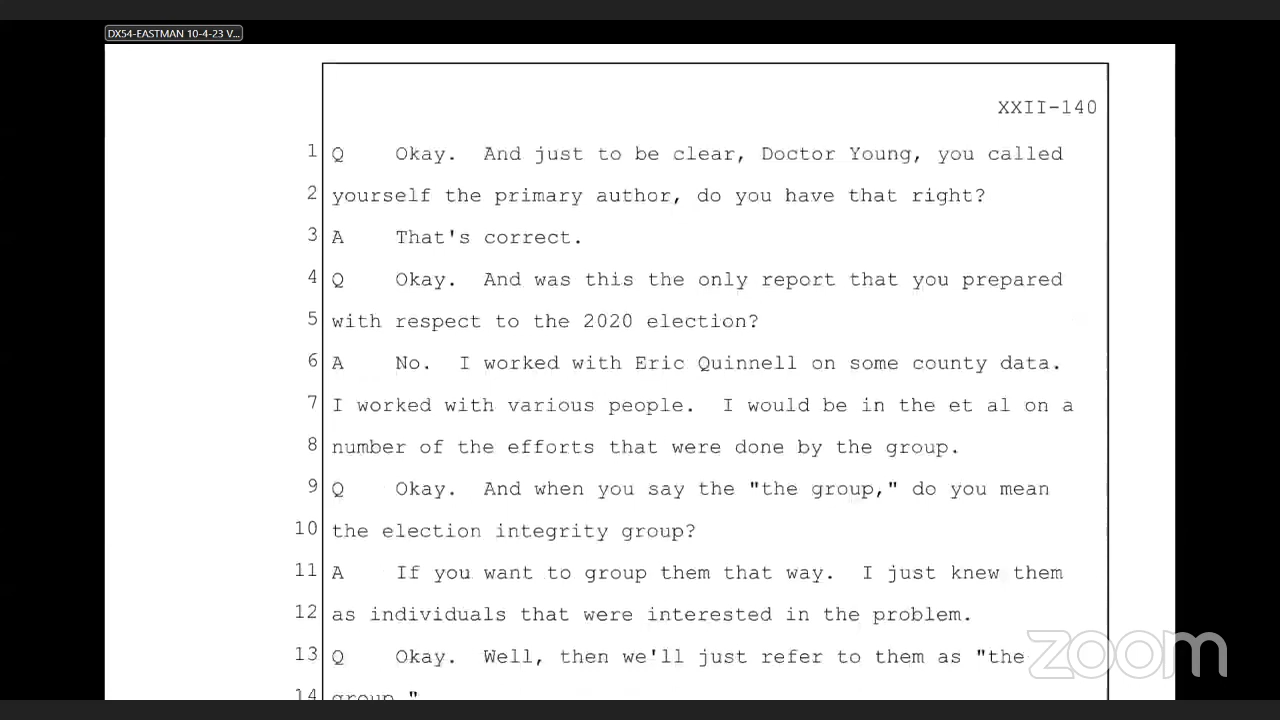 DX54-EASTMAN 10-4-23 V...
XXII-140
1 Q Okay. And just to be clear, Doctor Young, you called
2 yourself the primary author, do you have that right?
3 A That's correct.
4 Q Okay. And was this the only report that you prepared
5 with respect to the 2020 election?
6 A No. I worked with Eric Quinnell on some county data.
7 I worked with various people. I would be in the et al on a
8 number of the efforts that were done by the group.
9 Q Okay. And when you say the "the group," do you mean
10 the election integrity group?
11 A If you want to group them that way. I just knew them
12 as individuals that were interested in the problem.
13 Q Okay. Well, then we'll just refer to them as "the
14 group."
zoom